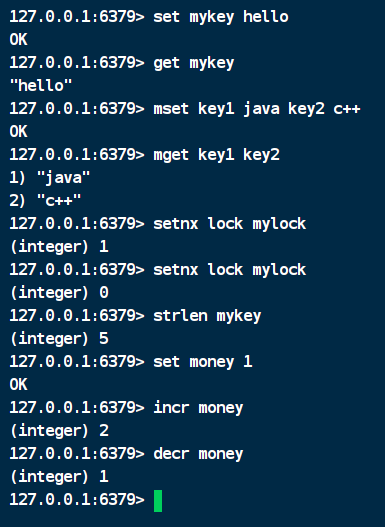 127.0.0.1:6379> set mykey hello
OK
127.0.0.1:6379> get mykey
"hello"
127.0.0.1:6379> mset key1 java key2 c++
OK
127.0.0.1:6379> mget key1 key2
1) "java"
2) "c++"
127.0.0.1:6379> setnx lock mylock
(integer) 1
127.0.0.1:6379> setnx lock mylock
(integer) 0
127.0.0.1:6379> strlen mykey
(integer) 5
127.0.0.1:6379> set money 1
OK
127.0.0.1:6379> incr money
(integer) 2
127.0.0.1:6379> decr money
(integer) 1
127.0.0.1:6379>